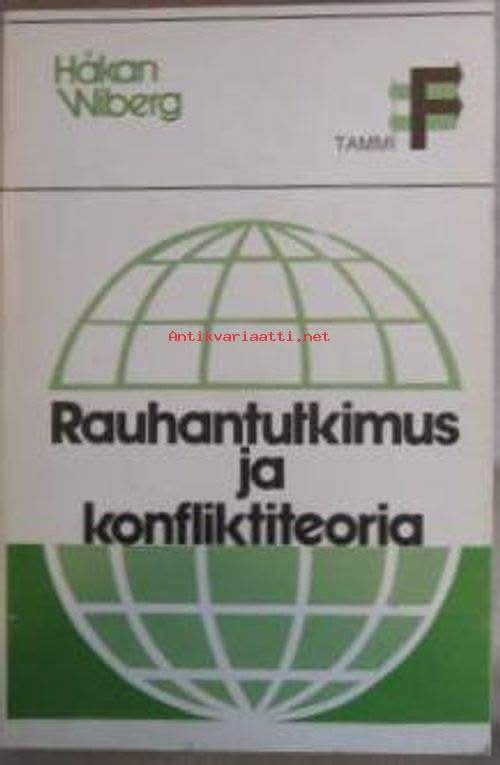 Håkan
Wiberg
TAMMI
F
Antikvariaatti.net
Rauhantutkimus
ja
konfliktiteoria